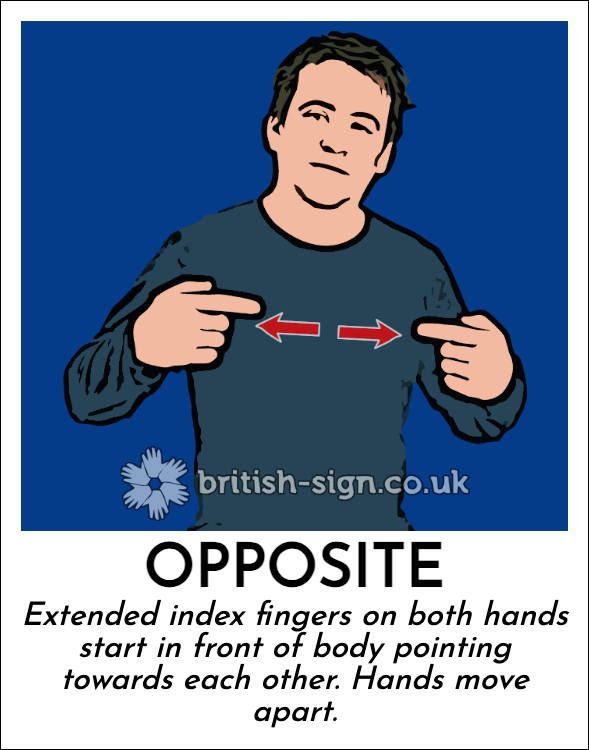 british-sign.co.uk
OPPOSITE
Extended index fingers on both hands
start in front of body pointing
towards each other. Hands move
apart.